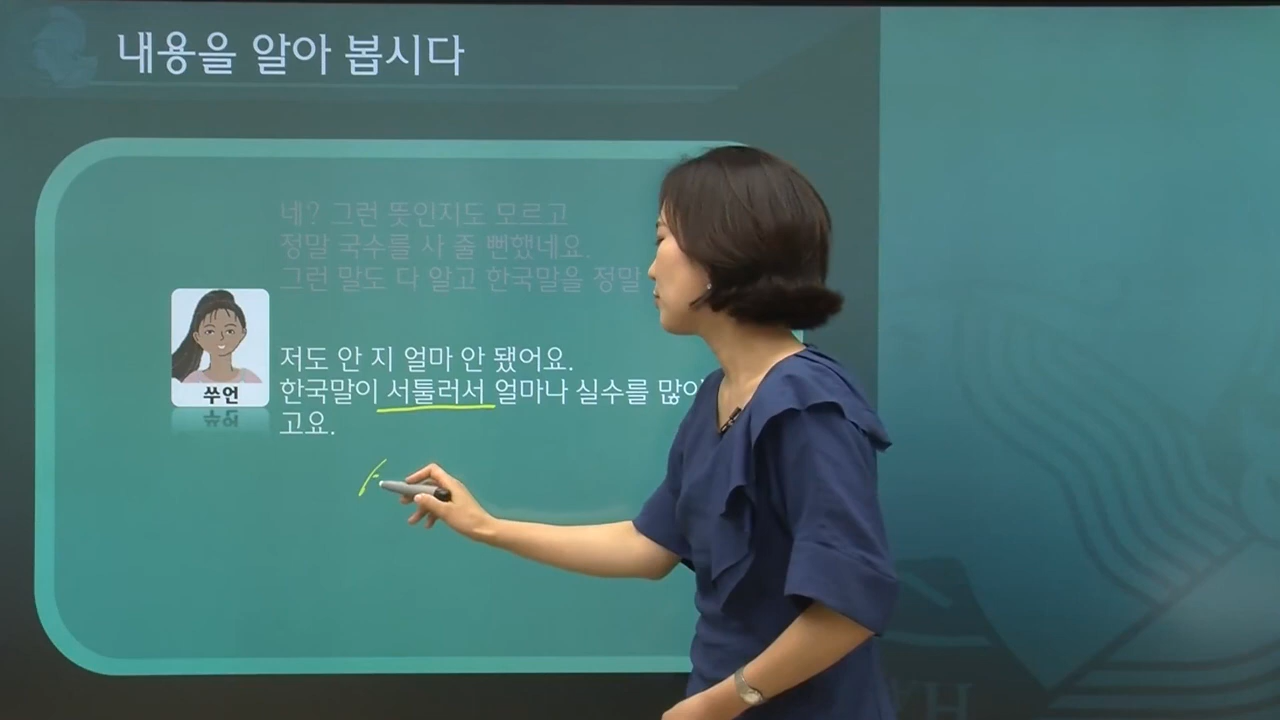 내용을 알아 봅시다
네? 그런 뜻인지도 모르고
정말 국수를 사 줄 뻔했네요.
그런 말도 다 알고 한국말을 정말
저도 안 지 얼마 안 됐어요.
한국말이 서툴러서 얼마나 실수를
고요.
쑤언